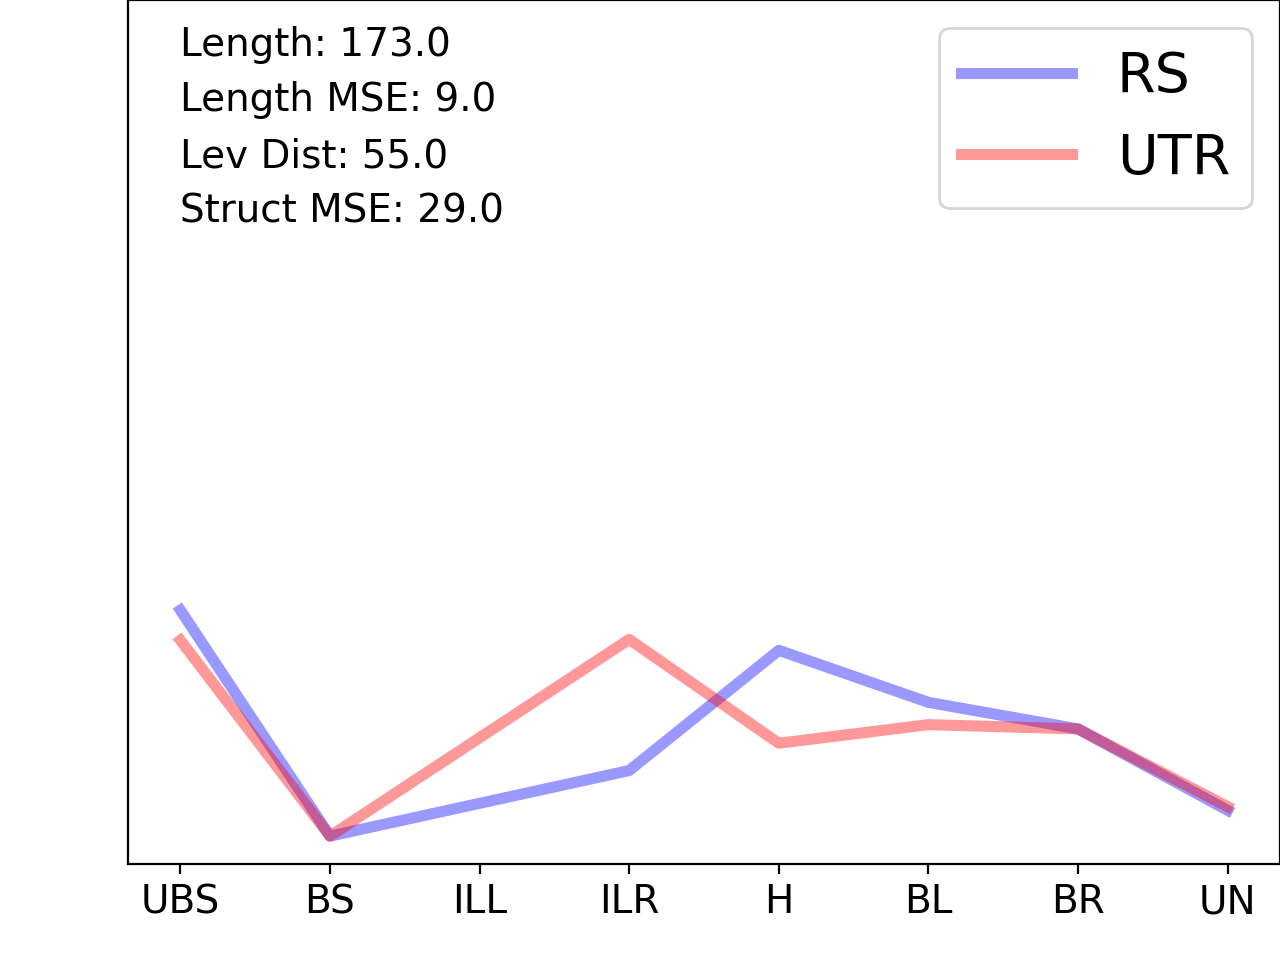 Length: 173.0
Length MSE: 9.0
Lev Dist: 55.0
Struct MSE: 29.0
RS
UTR
UBS BS ILL ILR H BL BR UN